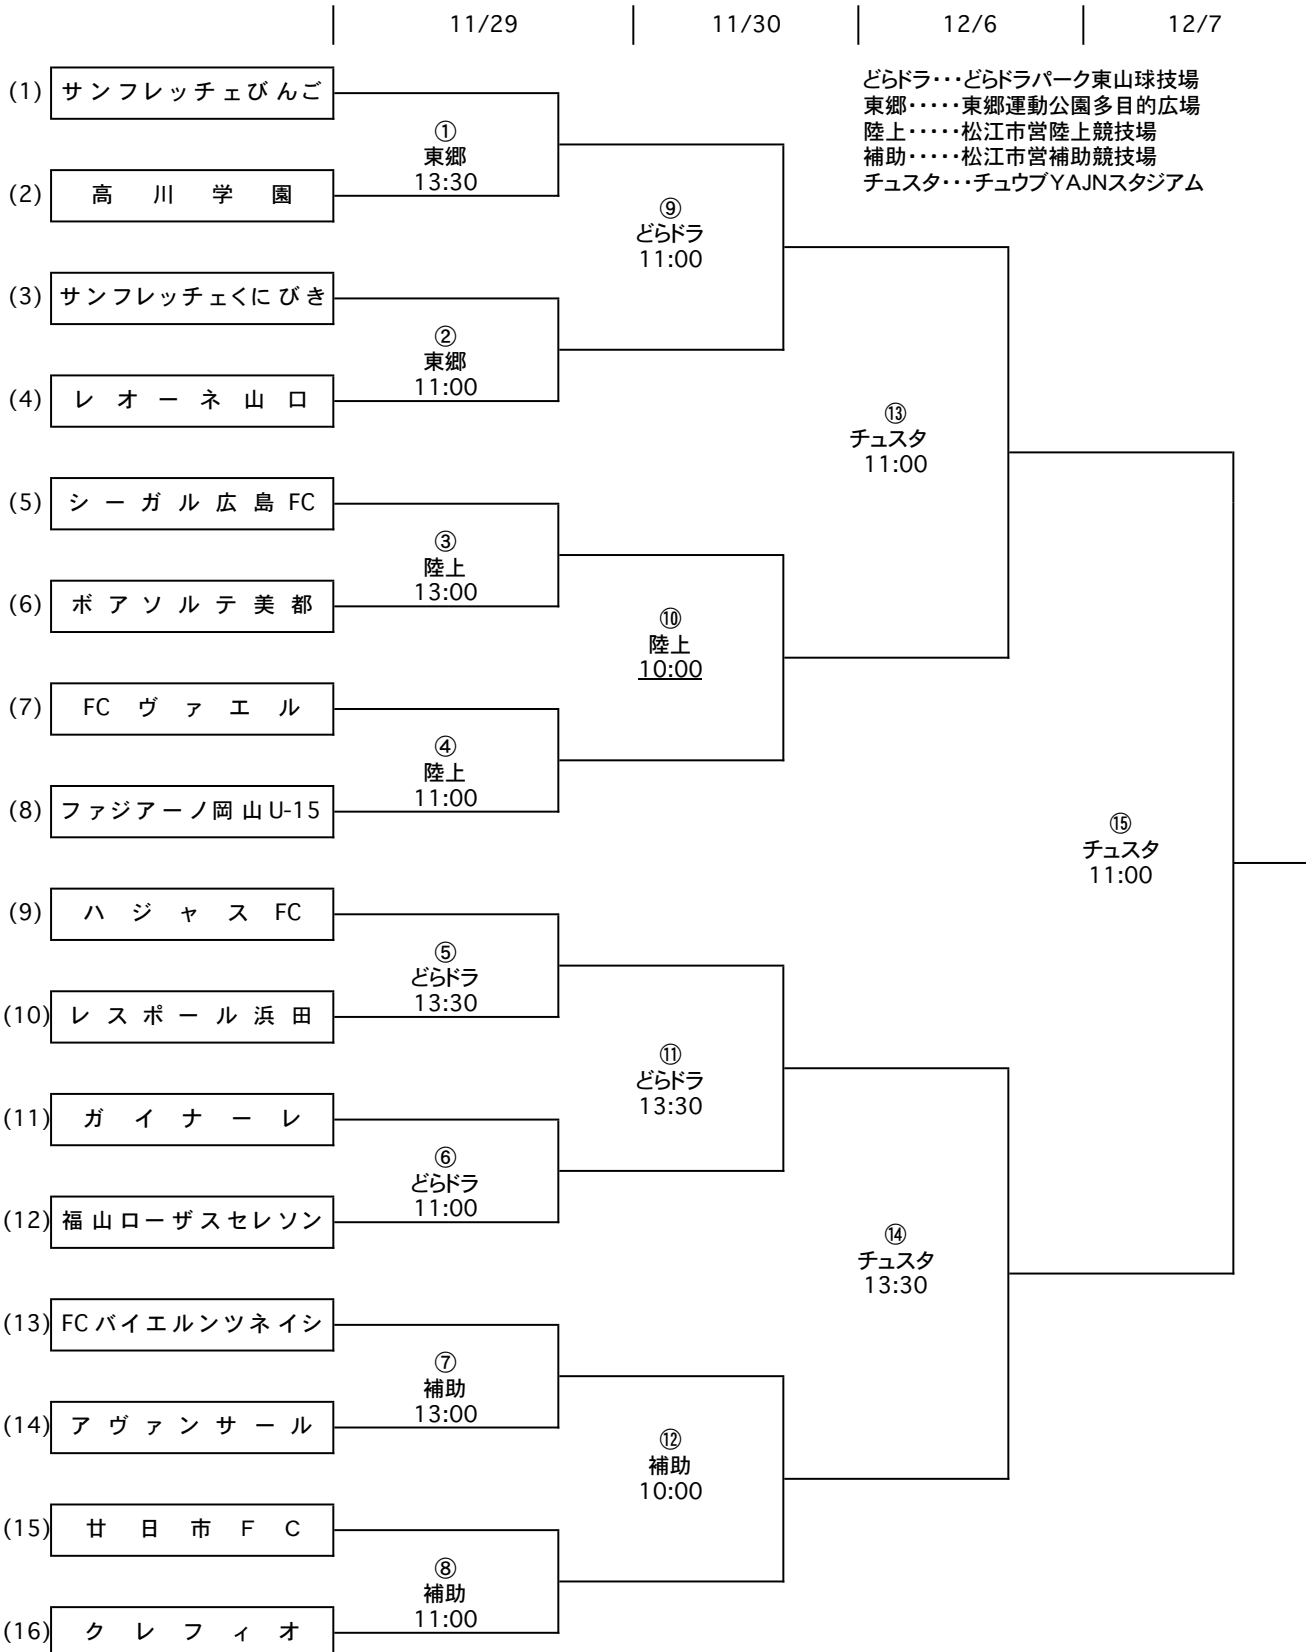 11/29 11/30 12/6 12/7
どらドラ・・・どらドラパーク東山球技場
東郷・・・・・東郷運動公園多目的広場
陸上・・・・・松江市営陸上競技場
補助・・・・・松江市営補助競技場
チュスタ・・・チュウブYAJNスタジアム
(1) サンフレッチェびんご
①
東郷
13:30
(2) 高川学園
⑨
どらドラ
11:00
(3) サンフレッチェくにびき
②
東郷
11:00
(4) レオーネ山口
⑬
チュスタ
11:00
(5) シーガル広島FC
③
陸上
13:00
(6) ボアソルテ美都
⑩
陸上
10:00
(7) FCヴァエル
④
陸上
11:00
(8) ファジアーノ岡山U-15
⑮
チュスタ
11:00
(9) ハジャスFC
⑤
どらドラ
13:30
(10) レスポール浜田
⑪
どらドラ
13:30
(11) ガイナーレ
⑥
どらドラ
11:00
(12) 福山ローザスセレソン
⑭
チュスタ
13:30
(13) FCバイエルンツネイシ
⑦
補助
13:00
(14) アヴァンサール
⑫
補助
10:00
(15) 廿日市FC
⑧
補助
11:00
(16) クレフィオ